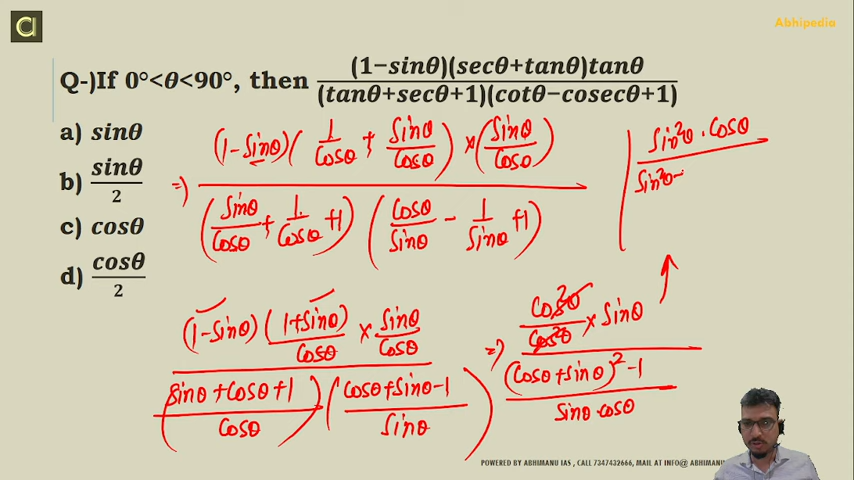 a
Abhipedia
Q-)If 0°<θ<90°, then (1−sinθ)(secθ+tanθ)tanθ / (tanθ+secθ+1)(cotθ−cosecθ+1)
a) sinθ
b) sinθ/2
c) cosθ
d) cosθ/2
=) (1-sinθ)(1/cosθ + sinθ/cosθ) × (sinθ/cosθ) / (sinθ/cosθ + 1/cosθ +1)(cosθ/sinθ - 1/sinθ +1)
sin²θ · cosθ / sin²θ-
(1-sinθ)(1+sinθ)/cosθ × sinθ/cosθ / (sinθ+cosθ+1 / cosθ)(cosθ+sinθ-1 / sinθ)
=) cos²θ/cos²θ × sinθ / (cosθ+sinθ)²-1 / sinθ·cosθ
POWERED BY ABHIMANU IAS , CALL 7347432666, MAIL AT INFO@ ABHIMANU